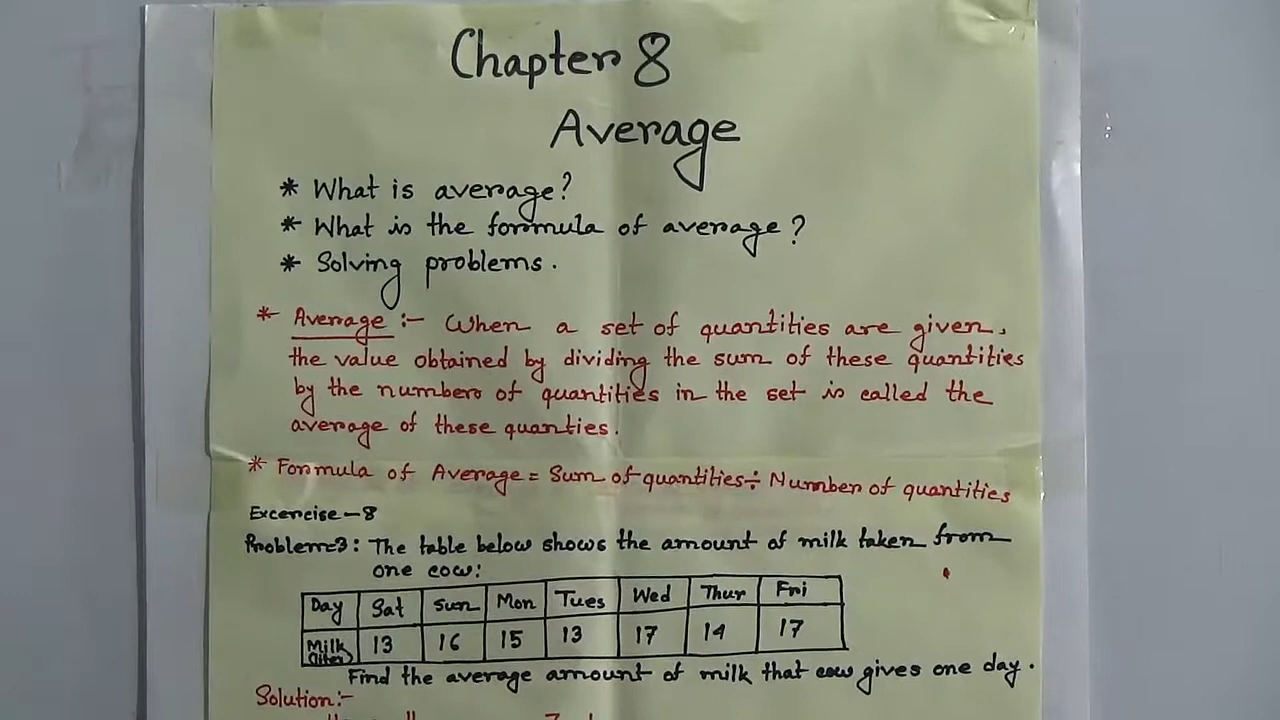 Chapter 8
Average
* What is average?
* What is the formula of average?
* Solving problems.
* Average :- When a set of quantities are given,
the value obtained by dividing the sum of these quantities
by the numbers of quantities in the set is called the
average of these quanties.
* Formula of Average = Sum of quantities ÷ Number of quantities
Excercise-8
Problem-3: The table below shows the amount of milk taken from
one cow:
Day Sat Sun Mon Tues Wed Thur Fri
Milk (liter) 13 16 15 13 17 14 17
Find the average amount of milk that cow gives one day.
Solution:-